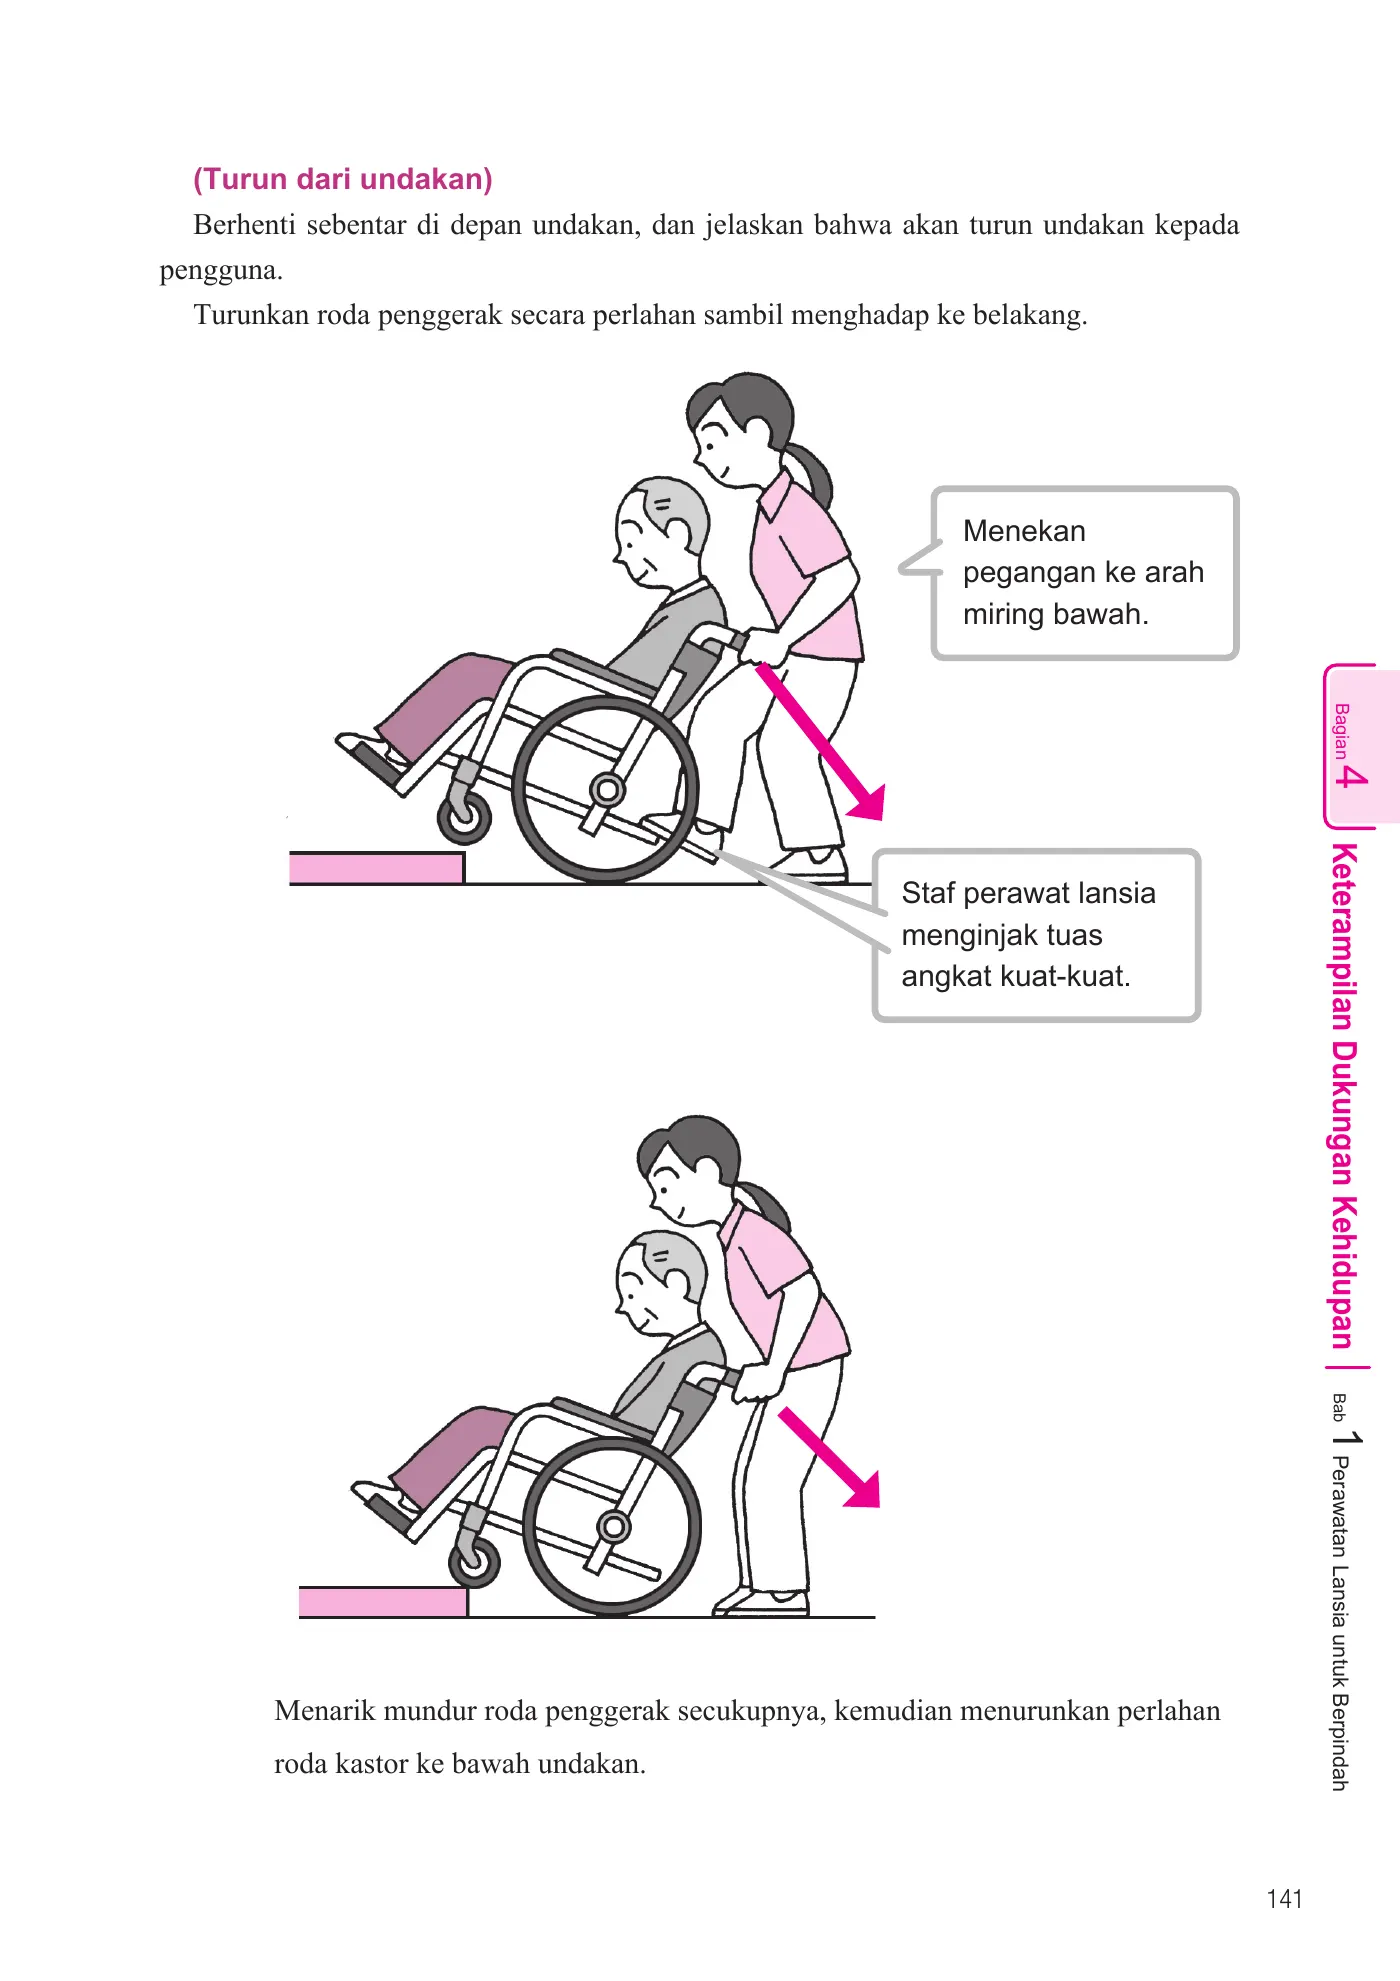 (Turun dari undakan)
Berhenti sebentar di depan undakan, dan jelaskan bahwa akan turun undakan kepada
pengguna.
Turunkan roda penggerak secara perlahan sambil menghadap ke belakang.
Menekan
pegangan ke arah
miring bawah.
Staf perawat lansia
menginjak tuas
angkat kuat-kuat.
Menarik mundur roda penggerak secukupnya, kemudian menurunkan perlahan
roda kastor ke bawah undakan.
Bagian 4
Keterampilan Dukungan Kehidupan
Bab 1 Perawatan Lansia untuk Berpindah
141